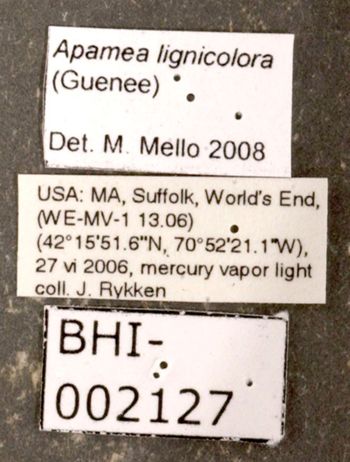 Apamea lignicolora
(Guenee)
Det. M. Mello 2008
USA: MA, Suffolk, World's End,
(WE-MV-1 13.06)
(42°15'51.6"N, 70°52'21.1"W),
27 vi 2006, mercury vapor light
coll. J. Rykken
BHI-
002127